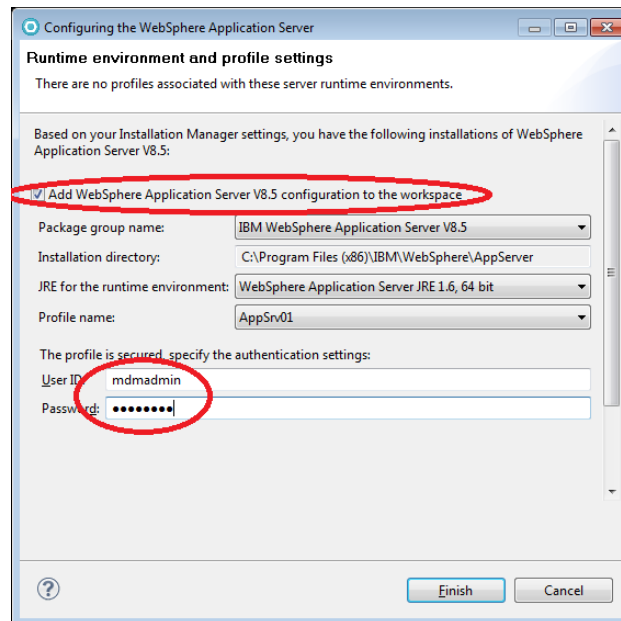 Configuring the WebSphere Application Server
Runtime environment and profile settings
There are no profiles associated with these server runtime environments.
Based on your Installation Manager settings, you have the following installations of WebSphere
Application Server V8.5:
Add WebSphere Application Server V8.5 configuration to the workspace
Package group name: IBM WebSphere Application Server V8.5
Installation directory: C:\Program Files (x86)\IBM\WebSphere\AppServer
JRE for the runtime environment: WebSphere Application Server JRE 1.6, 64 bit
Profile name: AppSrv01
The profile is secured, specify the authentication settings:
User ID: mdmadmin
Password: ••••••••
Finish Cancel